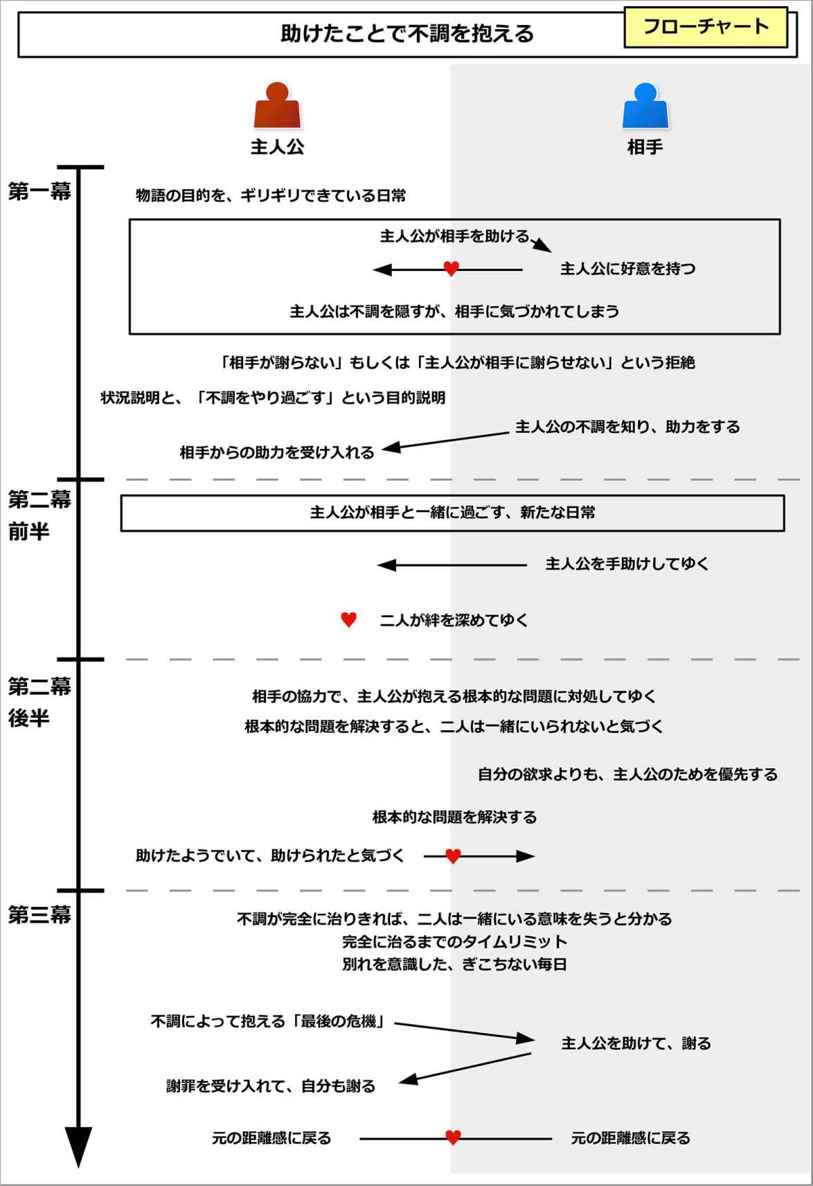 助けたことで不調を抱える
フローチャート
主人公
相手
第一幕
物語の目的を、ギリギリできている日常
主人公が相手を助ける
主人公に好意を持つ
主人公は不調を隠すが、相手に気づかれてしまう
「相手が謝らない」もしくは「主人公が相手に謝らせない」という拒絶
状況説明と、「不調をやり過ごす」という目的説明
主人公の不調を知り、助力をする
相手からの助力を受け入れる
第二幕
前半
主人公が相手と一緒に過ごす、新たな日常
主人公を手助けしてゆく
二人が絆を深めてゆく
第二幕
後半
相手の協力で、主人公が抱える根本的な問題に対処してゆく
根本的な問題を解決すると、二人は一緒にいられないと気づく
自分の欲求よりも、主人公のためを優先する
根本的な問題を解決する
助けたようでいて、助けられたと気づく
第三幕
不調が完全に治りきれば、二人は一緒にいる意味を失うと分かる
完全に治るまでのタイムリミット
別れを意識した、ぎこちない毎日
不調によって抱える「最後の危機」
主人公を助けて、謝る
謝罪を受け入れて、自分も謝る
元の距離感に戻る
元の距離感に戻る